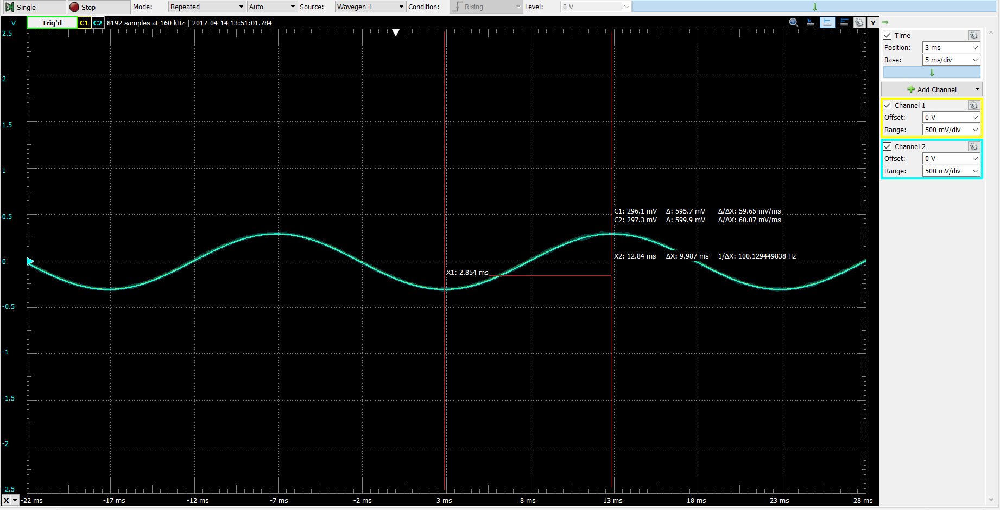 Single Stop Mode: Repeated Auto Source: Wavegen 1 Condition: Rising Level: 0 V
V Trig'd C1 C2 8192 samples at 160 kHz | 2017-04-14 13:51:01.784 Y
2.5
2
1.5
1
0.5
0
-0.5
-1
-1.5
-2
-2.5
C1: 296.1 mV Δ: 595.7 mV Δ/ΔX: 59.65 mV/ms
C2: 297.3 mV Δ: 599.9 mV Δ/ΔX: 60.07 mV/ms
X2: 12.84 ms ΔX: 9.987 ms 1/ΔX: 100.129449838 Hz
X1: 2.854 ms
X -22 ms -17 ms -12 ms -7 ms -2 ms 3 ms 8 ms 13 ms 18 ms 23 ms 28 ms
Time
Position: 3 ms
Base: 5 ms/div
Add Channel
Channel 1
Offset: 0 V
Range: 500 mV/div
Channel 2
Offset: 0 V
Range: 500 mV/div